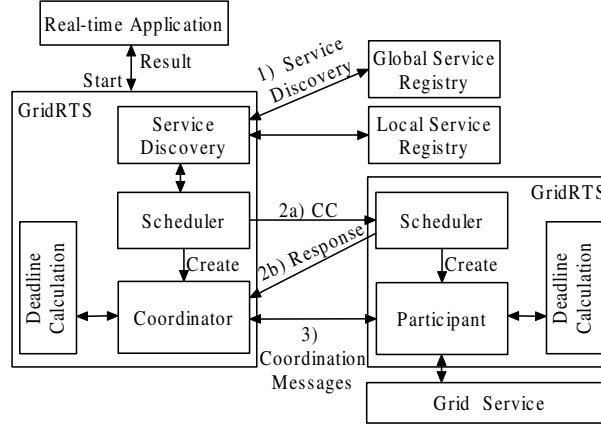 Real-time Application
Start
Result
GridRTS
Service
Discovery
1) Service
Discovery
Global Service
Registry
Local Service
Registry
Scheduler
2a) CC
2b) Response
Create
Deadline
Calculation
Coordinator
3)
Coordination
Messages
GridRTS
Scheduler
Create
Participant
Deadline
Calculation
Grid Service